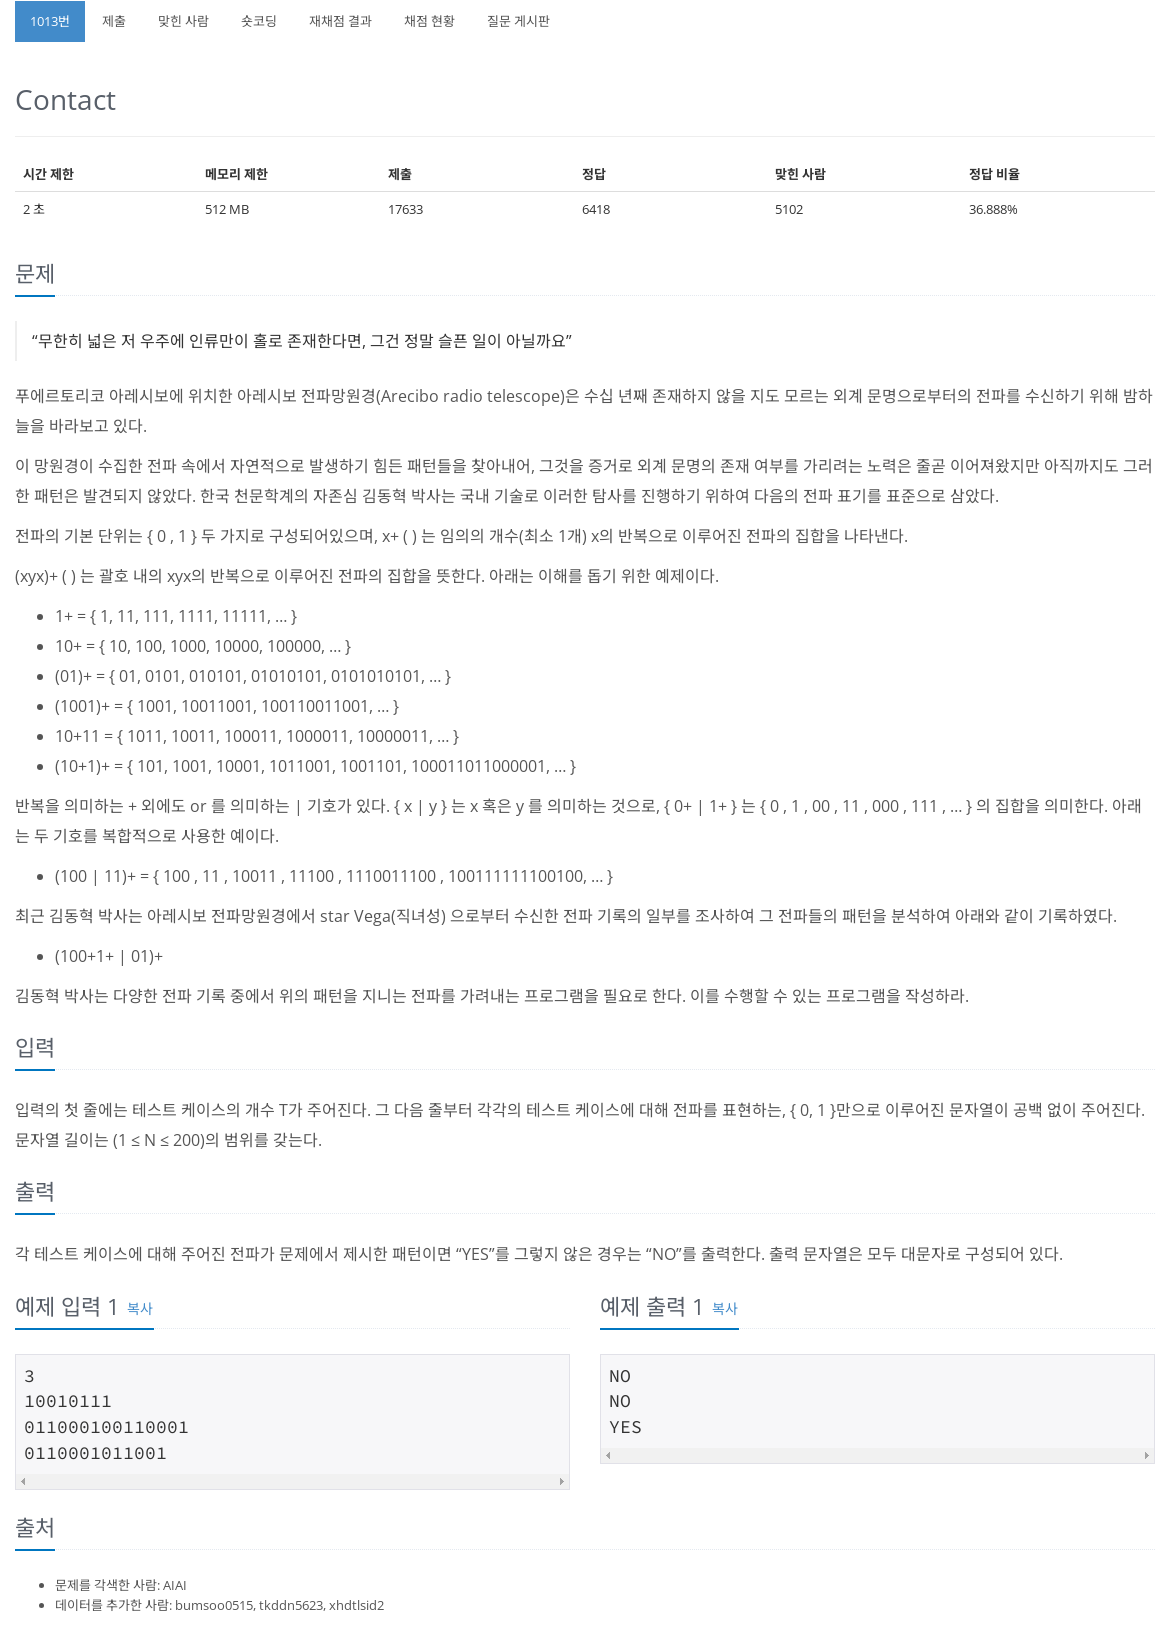 1013번 제출 맞힌 사람 숏코딩 재채점 결과 채점 현황 질문 게시판
Contact
시간 제한 메모리 제한 제출 정답 맞힌 사람 정답 비율
2 초 512 MB 17633 6418 5102 36.888%
문제
“무한히 넓은 저 우주에 인류만이 홀로 존재한다면, 그건 정말 슬픈 일이 아닐까요”
푸에르토리코 아레시보에 위치한 아레시보 전파망원경(Arecibo radio telescope)은 수십 년째 존재하지 않을 지도 모르는 외계 문명으로부터의 전파를 수신하기 위해 밤하
늘을 바라보고 있다.
이 망원경이 수집한 전파 속에서 자연적으로 발생하기 힘든 패턴들을 찾아내어, 그것을 증거로 외계 문명의 존재 여부를 가리려는 노력은 줄곧 이어져왔지만 아직까지도 그러
한 패턴은 발견되지 않았다. 한국 천문학계의 자존심 김동혁 박사는 국내 기술로 이러한 탐사를 진행하기 위하여 다음의 전파 표기를 표준으로 삼았다.
전파의 기본 단위는 { 0 , 1 } 두 가지로 구성되어있으며, x+ ( ) 는 임의의 개수(최소 1개) x의 반복으로 이루어진 전파의 집합을 나타낸다.
(xyx)+ ( ) 는 괄호 내의 xyx의 반복으로 이루어진 전파의 집합을 뜻한다. 아래는 이해를 돕기 위한 예제이다.
• 1+ = { 1, 11, 111, 1111, 11111, … }
• 10+ = { 10, 100, 1000, 10000, 100000, … }
• (01)+ = { 01, 0101, 010101, 01010101, 0101010101, … }
• (1001)+ = { 1001, 10011001, 100110011001, … }
• 10+11 = { 1011, 10011, 100011, 1000011, 10000011, … }
• (10+1)+ = { 101, 1001, 10001, 1011001, 1001101, 100011011000001, … }
반복을 의미하는 + 외에도 or 를 의미하는 | 기호가 있다. { x | y } 는 x 혹은 y 를 의미하는 것으로, { 0+ | 1+ } 는 { 0 , 1 , 00 , 11 , 000 , 111 , … } 의 집합을 의미한다. 아래
는 두 기호를 복합적으로 사용한 예이다.
• (100 | 11)+ = { 100 , 11 , 10011 , 11100 , 1110011100 , 100111111100100, … }
최근 김동혁 박사는 아레시보 전파망원경에서 star Vega(직녀성) 으로부터 수신한 전파 기록의 일부를 조사하여 그 전파들의 패턴을 분석하여 아래와 같이 기록하였다.
• (100+1+ | 01)+
김동혁 박사는 다양한 전파 기록 중에서 위의 패턴을 지니는 전파를 가려내는 프로그램을 필요로 한다. 이를 수행할 수 있는 프로그램을 작성하라.
입력
입력의 첫 줄에는 테스트 케이스의 개수 T가 주어진다. 그 다음 줄부터 각각의 테스트 케이스에 대해 전파를 표현하는, { 0, 1 }만으로 이루어진 문자열이 공백 없이 주어진다.
문자열 길이는 (1 ≤ N ≤ 200)의 범위를 갖는다.
출력
각 테스트 케이스에 대해 주어진 전파가 문제에서 제시한 패턴이면 “YES”를 그렇지 않은 경우는 “NO”를 출력한다. 출력 문자열은 모두 대문자로 구성되어 있다.
예제 입력 1 복사
3
10010111
011000100110001
0110001011001
예제 출력 1 복사
NO
NO
YES
출처
• 문제를 각색한 사람: AIAI
• 데이터를 추가한 사람: bumsoo0515, tkddn5623, xhdtlsid2